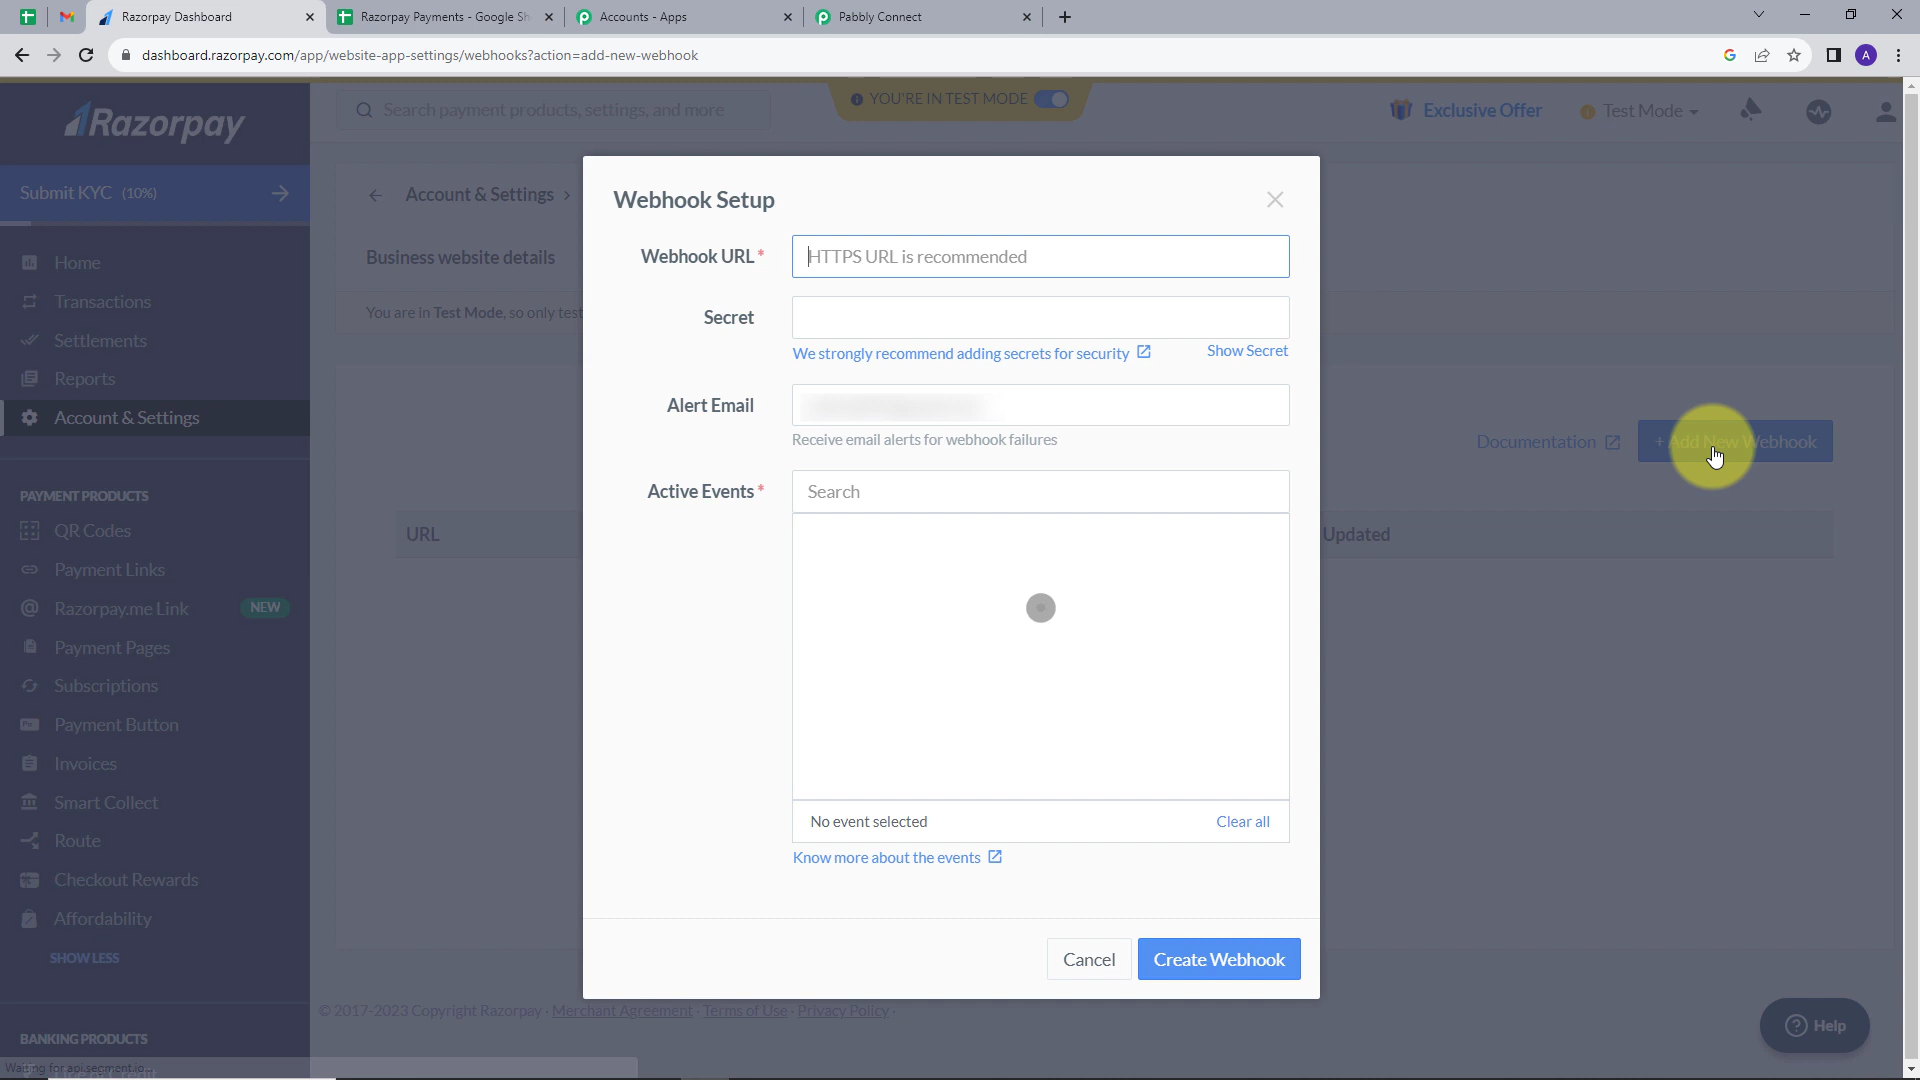 Razorpay Dashboard
Razorpay Payments - Google Sh
Accounts - Apps
Pabbly Connect
dashboard.razorpay.com/app/website-app-settings/webhooks?action=add-new-webhook
A
Razorpay
Search payment products, settings, and more
YOU'RE IN TEST MODE
Exclusive Offer
Test Mode
Submit KYC (10%)
Account & Settings
Business website details
You are in Test Mode, so only test
Home
Transactions
Settlements
Reports
Account & Settings
PAYMENT PRODUCTS
QR Codes
Payment Links
Razorpay.me Link NEW
Payment Pages
Subscriptions
Payment Button
Invoices
Smart Collect
Route
Checkout Rewards
Affordability
SHOW LESS
BANKING PRODUCTS
Waiting for api.segment.io...
Webhook Setup
Webhook URL*
HTTPS URL is recommended
Secret
We strongly recommend adding secrets for security
Show Secret
Alert Email
Receive email alerts for webhook failures
Active Events*
Search
No event selected
Clear all
Know more about the events
Cancel
Create Webhook
Documentation
+ Add New Webhook
URL
Updated
© 2017-2023 Copyright Razorpay · Merchant Agreement · Terms of Use · Privacy Policy ·
Help